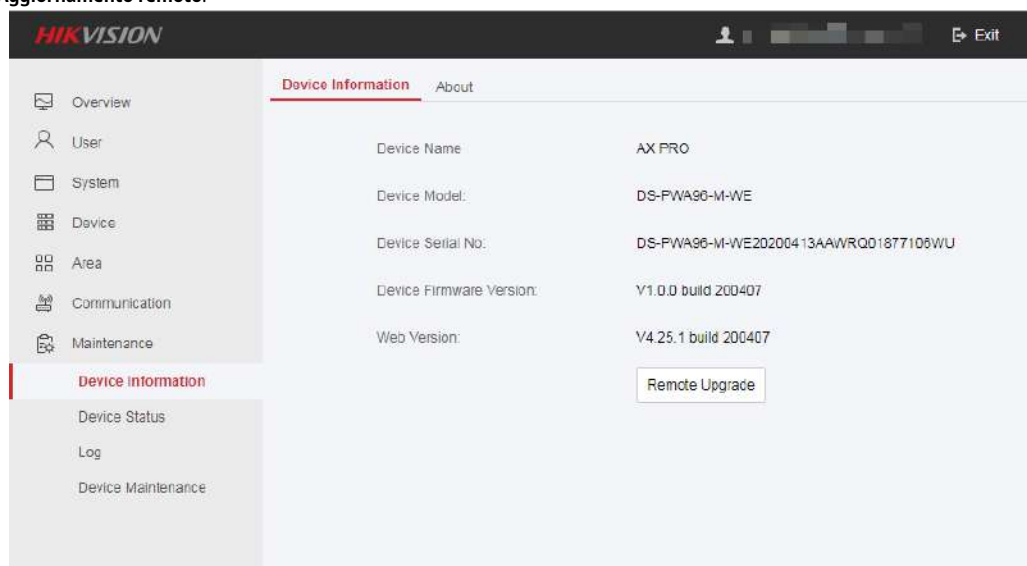 Aggiornamento remoto.
HIKVISION
Exit
Overview
User
System
Device
Area
Communication
Maintenance
Device Information
Device Status
Log
Device Maintenance
Device Information About
Device Name AX PRO
Device Model: DS-PWA96-M-WE
Device Serial No: DS-PWA96-M-WE20200413AAWRQ01877106WU
Device Firmware Version: V1.0.0 build 200407
Web Version: V4.25.1 build 200407
Remote Upgrade